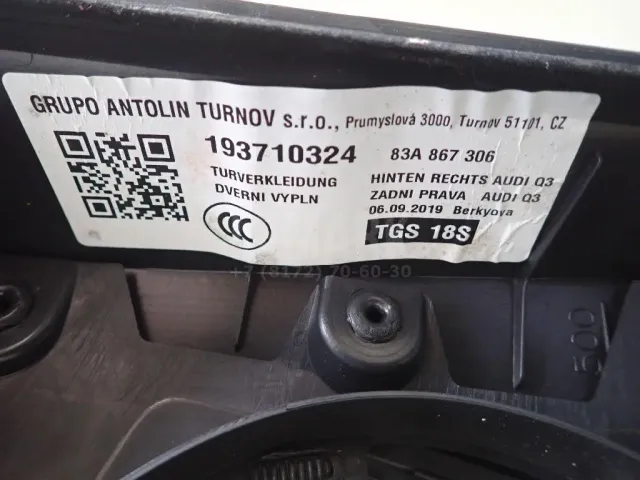 GRUPO ANTOLIN TURNOV s.r.o., Prumyslová 3000, Turnov 51101, CZ
193710324 83A 867 306
TURVERKLEIDUNG HINTEN RECHTS AUDI Q3
DVERNI VYPLN ZADNI PRAVA AUDI Q3
06.09.2019 Berkyova
CCC TGS 18S
+7 (8172) 70-60-30
500